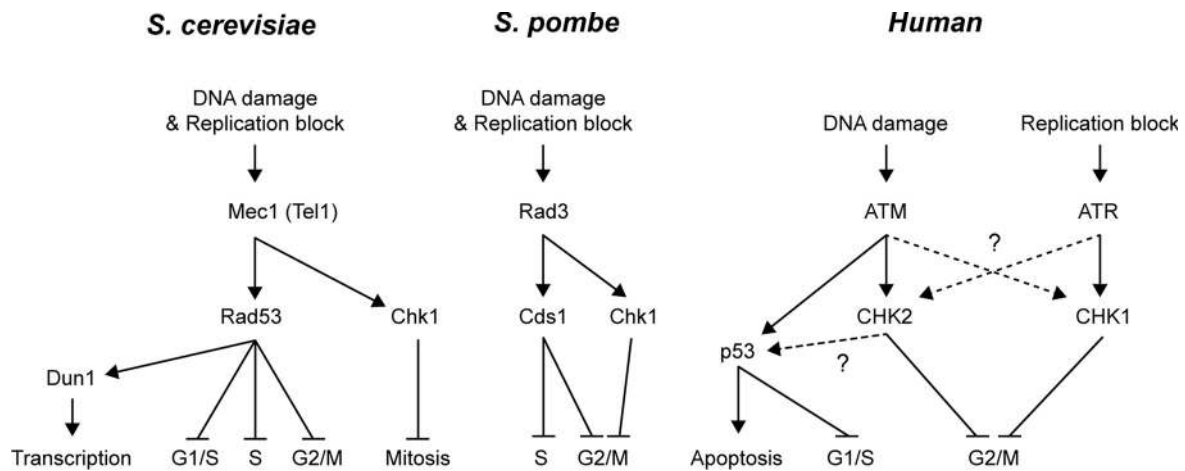 S. cerevisiae
S. pombe
Human
DNA damage
& Replication block
DNA damage
& Replication block
DNA damage
Replication block
Mec1 (Tel1)
Rad3
ATM
ATR
?
Rad53
Chk1
Cds1
Chk1
CHK2
CHK1
p53
?
Dun1
Transcription
G1/S
S
G2/M
Mitosis
S
G2/M
Apoptosis
G1/S
G2/M